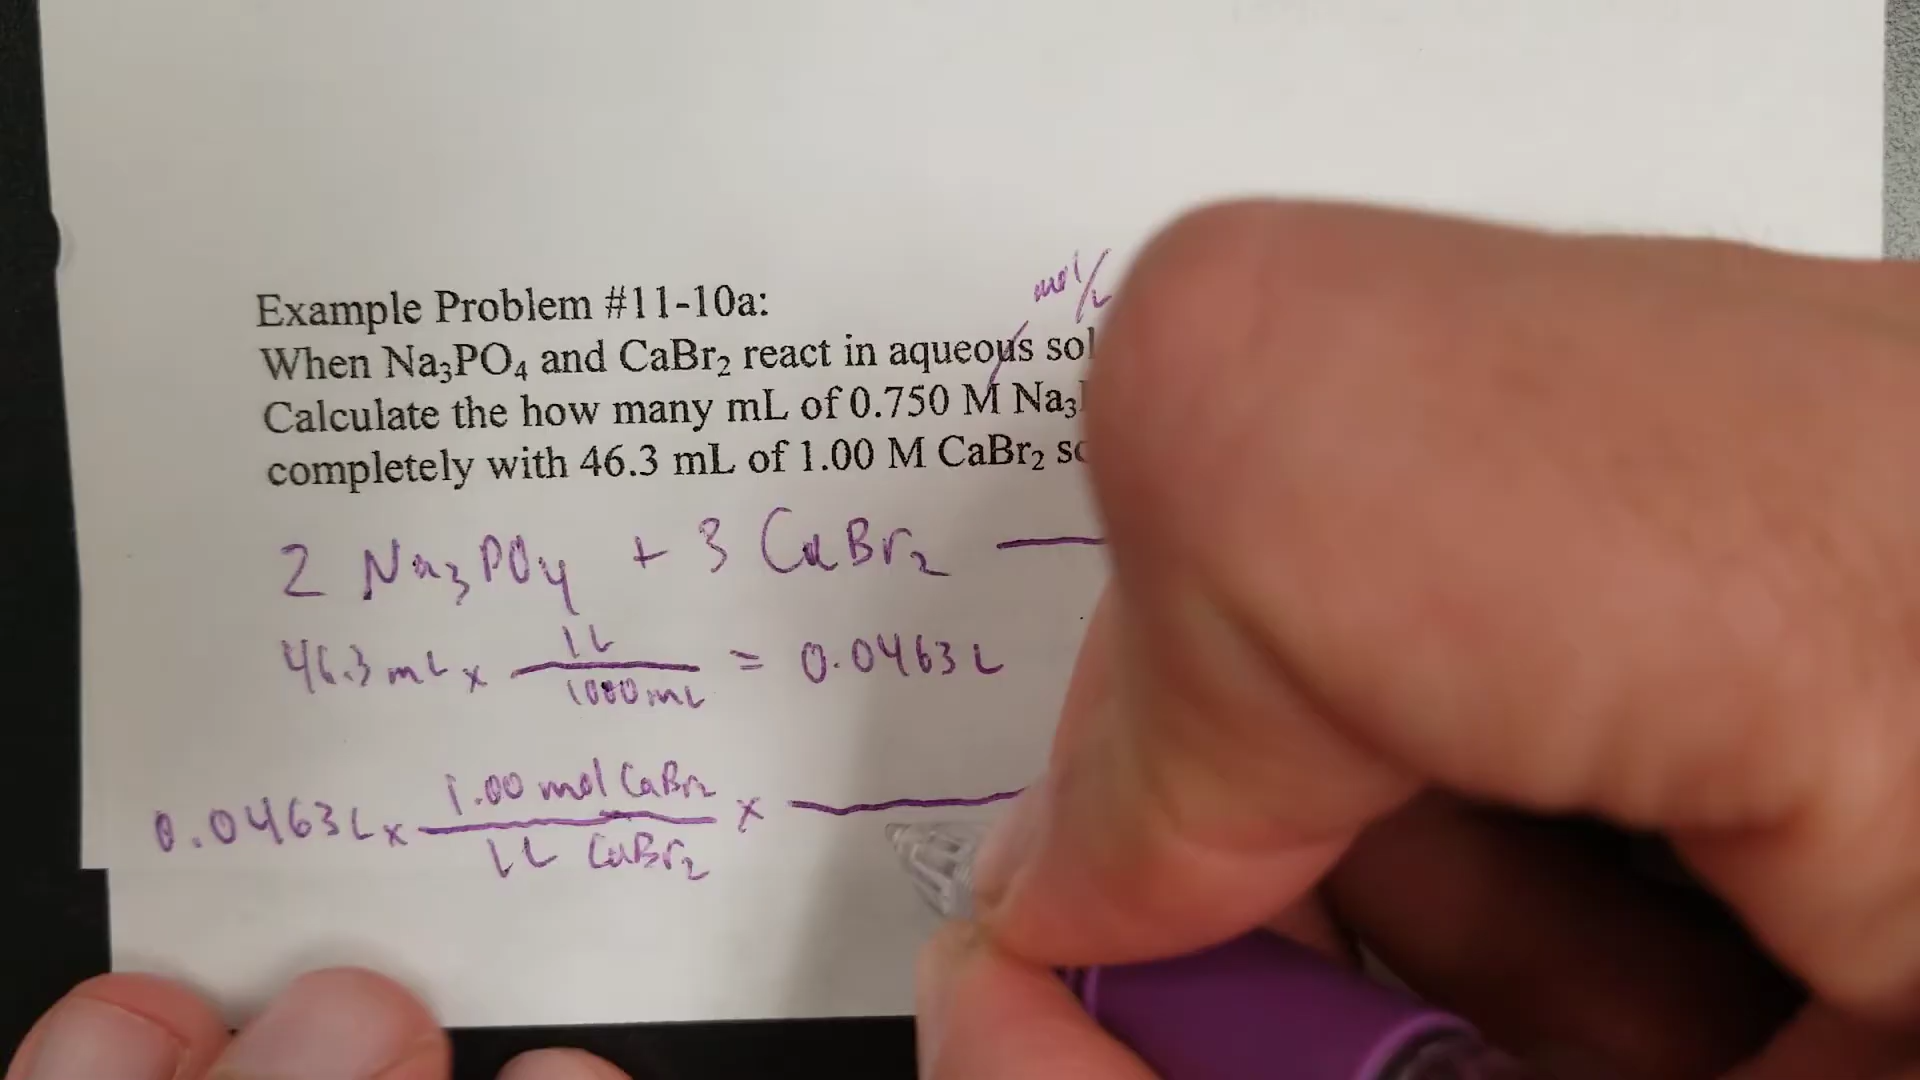 Example Problem #11-10a:
mol/L
When Na₃PO₄ and CaBr₂ react in aqueous sol
Calculate the how many mL of 0.750 M Na₃
completely with 46.3 mL of 1.00 M CaBr₂ so
2 Na₃PO₄ + 3 CaBr₂
46.3 mL x 1L / 1000 mL = 0.0463 L
0.0463 L x 1.00 mol CaBr₂ / 1 L CaBr₂ x